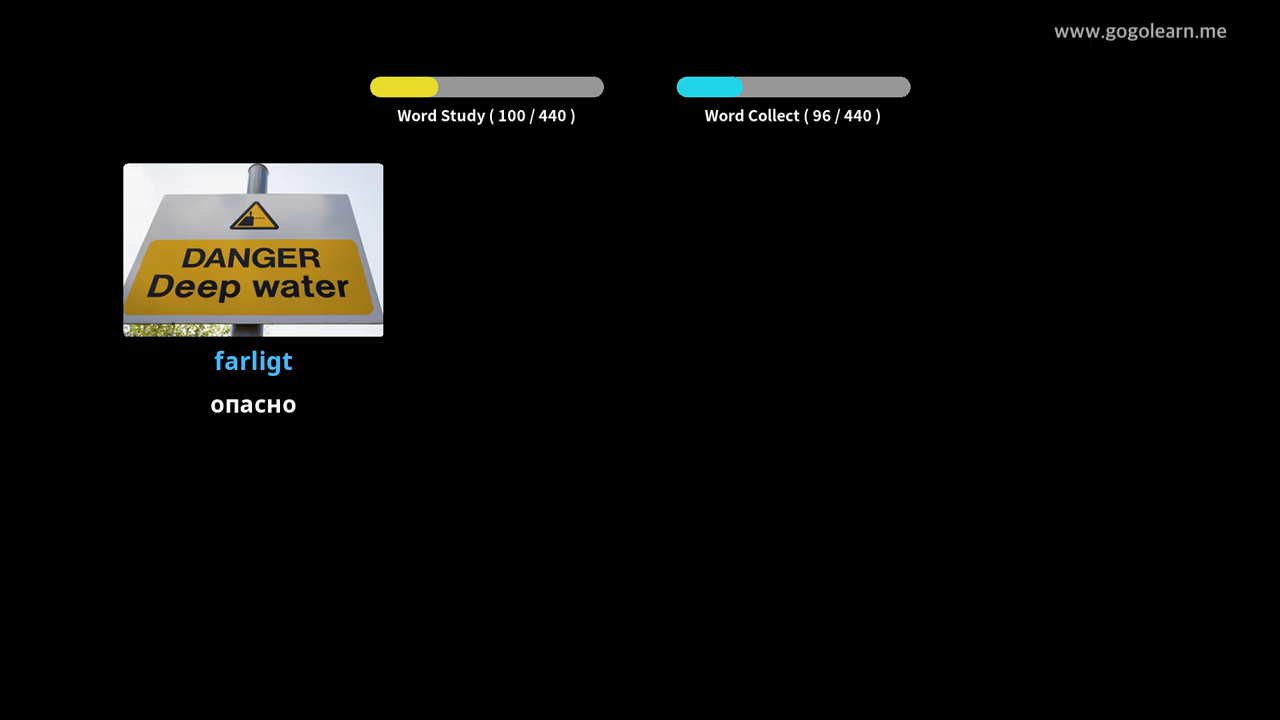 www.gogolearn.me
Word Study ( 100 / 440 )
Word Collect ( 96 / 440 )
DANGER
Deep water
farligt
опасно